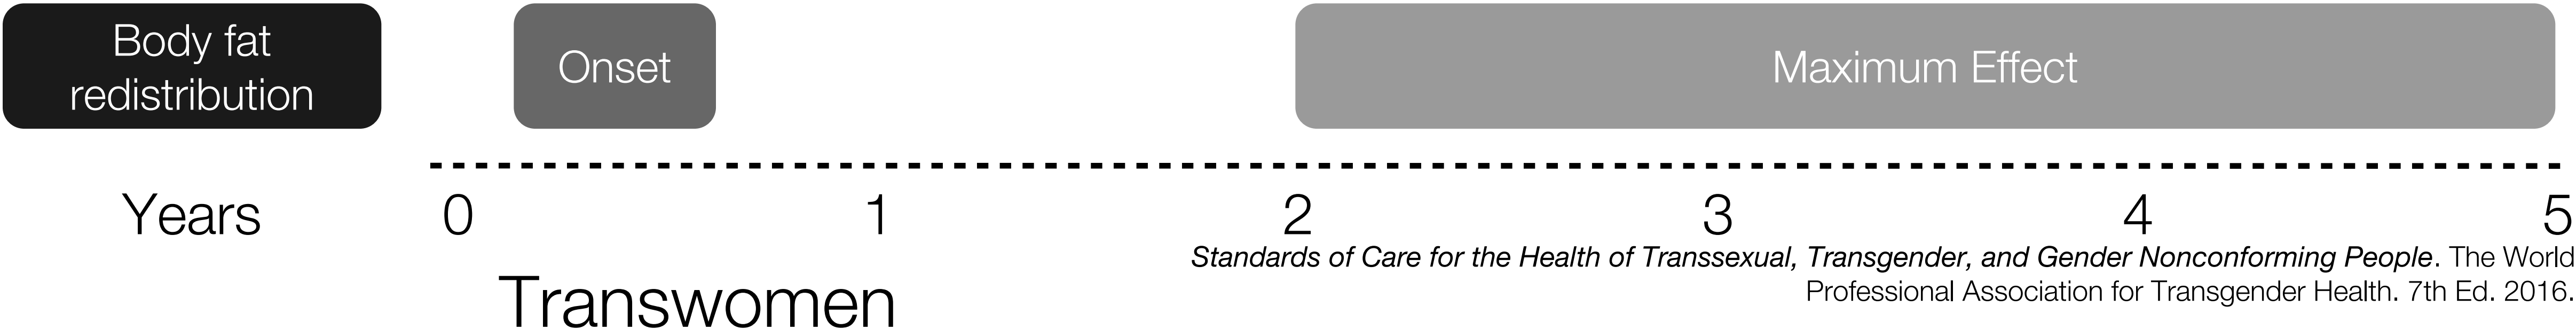 Body fat
redistribution
Onset
Maximum Effect
Years
0 1 2 3 4 5
Standards of Care for the Health of Transsexual, Transgender, and Gender Nonconforming People. The World
Professional Association for Transgender Health. 7th Ed. 2016.
Transwomen